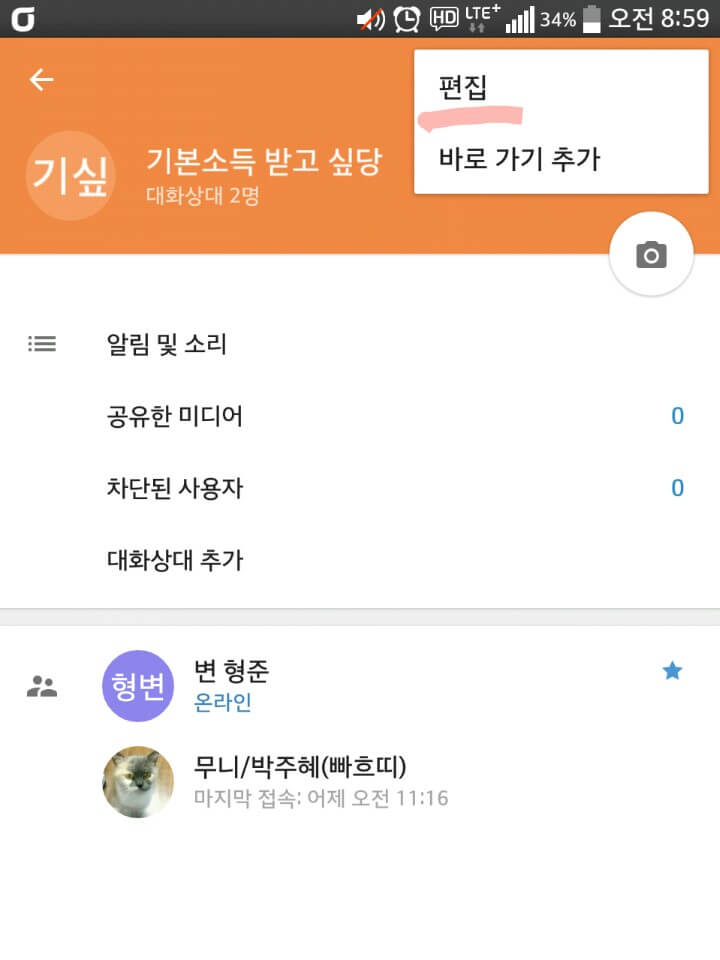 HD LTE+ 34% 오전 8:59
편집
바로 가기 추가
기싶
기본소득 받고 싶당
대화상대 2명
알림 및 소리
공유한 미디어 0
차단된 사용자 0
대화상대 추가
형변
변 형준
온라인
무니/박주혜(빠흐띠)
마지막 접속: 어제 오전 11:16